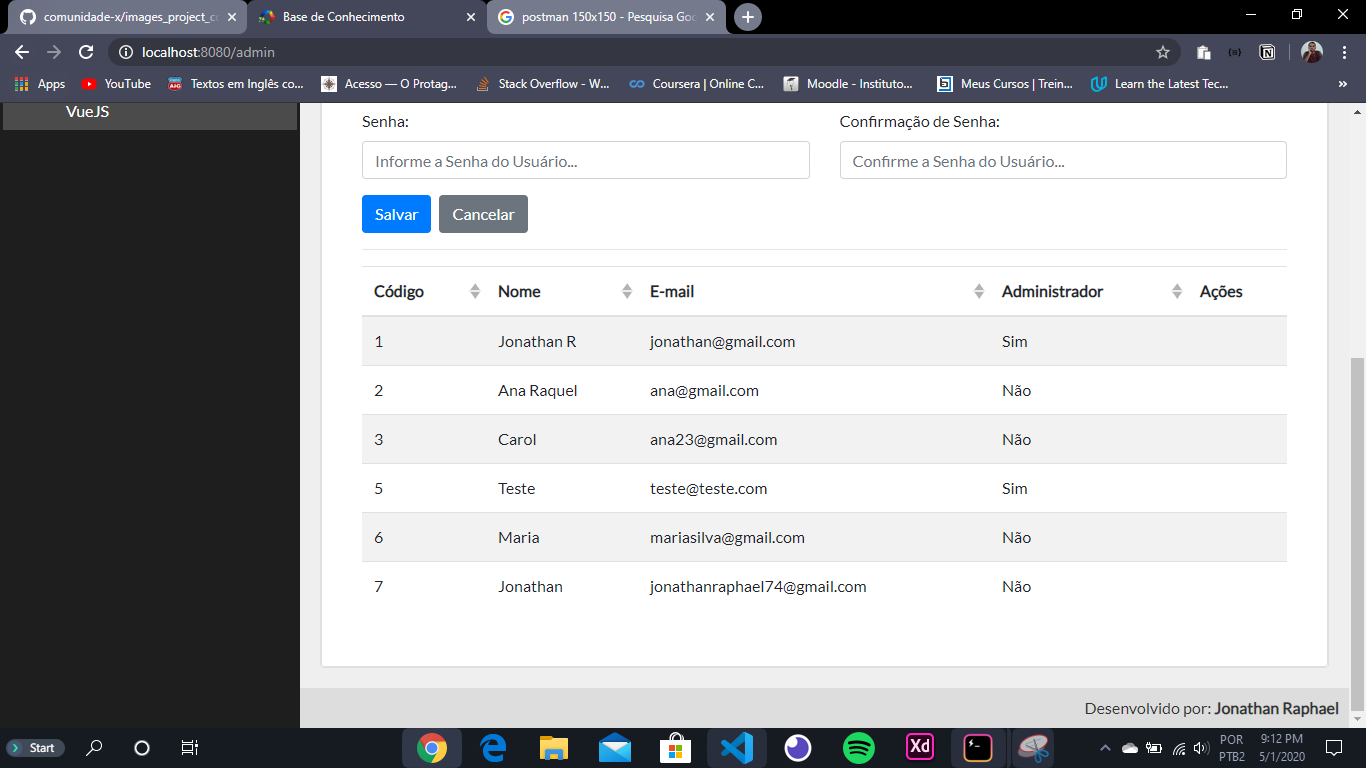 comunidade-x/images_project_co
Base de Conhecimento
postman 150x150 - Pesquisa Goo
localhost:8080/admin
Apps
YouTube
Textos em Inglês co...
Acesso — O Protag...
Stack Overflow - W...
Coursera | Online C...
Moodle - Instituto...
Meus Cursos | Trein...
Learn the Latest Tec...
»
VueJS
Senha:
Confirmação de Senha:
Informe a Senha do Usuário...
Confirme a Senha do Usuário...
Salvar
Cancelar
Código Nome E-mail Administrador Ações
1 Jonathan R jonathan@gmail.com Sim
2 Ana Raquel ana@gmail.com Não
3 Carol ana23@gmail.com Não
5 Teste teste@teste.com Sim
6 Maria mariasilva@gmail.com Não
7 Jonathan jonathanraphael74@gmail.com Não
Desenvolvido por: Jonathan Raphael
Start
Xd
POR
PTB2
9:12 PM
5/1/2020